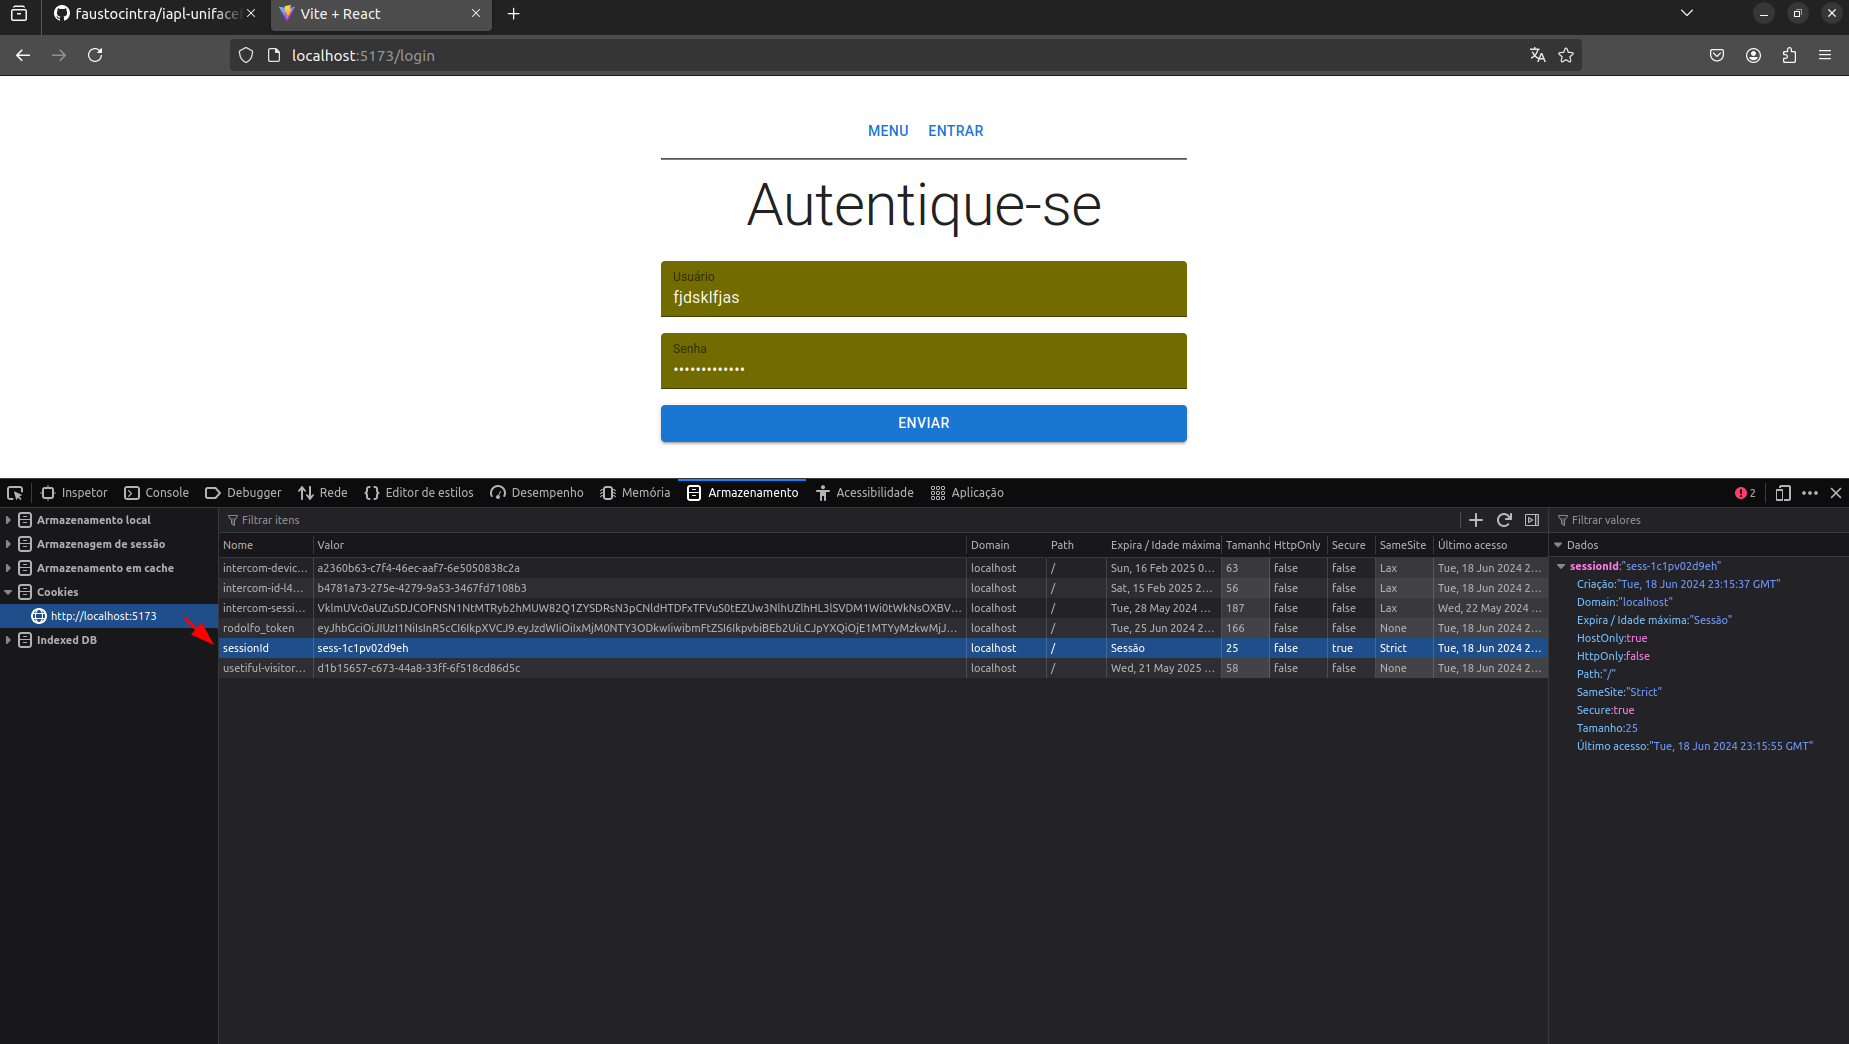 faustocintra/iapl-uniface
Vite + React
localhost:5173/login
MENU ENTRAR
Autentique-se
Usuário
fjdsklfjas
Senha
•••••••••••••
ENVIAR
Inspetor Console Debugger Rede Editor de estilos Desempenho Memória Armazenamento Acessibilidade Aplicação 2
Armazenamento local
Armazenagem de sessão
Armazenamento em cache
Cookies
http://localhost:5173
Indexed DB
Filtrar itens
Nome Valor Domain Path Expira / Idade máxima Tamanho HttpOnly Secure SameSite Último acesso
intercom-devic... a2360b63-c7f4-46ec-aaf7-6e5050838c2a localhost / Sun, 16 Feb 2025 0... 63 false false Lax Tue, 18 Jun 2024 2...
intercom-id-l4... b4781a73-275e-4279-9a53-3467fd7108b3 localhost / Sat, 15 Feb 2025 2... 56 false false Lax Tue, 18 Jun 2024 2...
intercom-sessi... localhost / Tue, 28 May 2024 ... 187 false false Lax Wed, 22 May 2024 ...
rodolfo_token localhost / Tue, 25 Jun 2024 ... 166 false false None Tue, 18 Jun 2024 2...
sessionId sess-1c1pv02d9eh localhost / Sessão 25 false true Strict Tue, 18 Jun 2024 2...
usetiful-visitor... d1b15657-c673-44a8-33ff-6f518cd86d5c localhost / Wed, 21 May 2025 ... 58 false false None Tue, 18 Jun 2024 2...
Filtrar valores
Dados
sessionId:"sess-1c1pv02d9eh"
Criação:"Tue, 18 Jun 2024 23:15:37 GMT"
Domain:"localhost"
Expira / Idade máxima:"Sessão"
HostOnly:true
HttpOnly:false
Path:"/"
SameSite:"Strict"
Secure:true
Tamanho:25
Último acesso:"Tue, 18 Jun 2024 23:15:55 GMT"